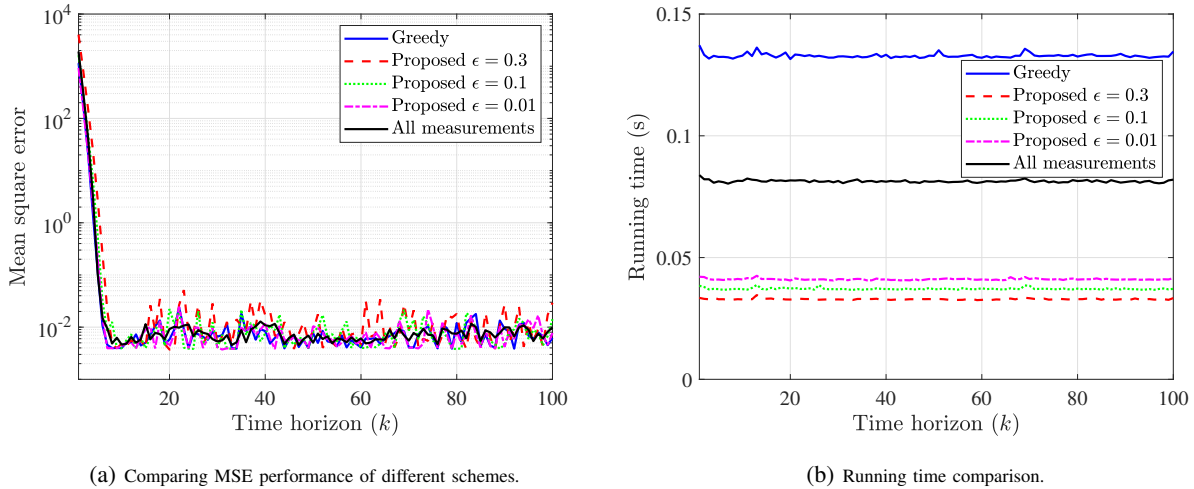 10^4
10^2
10^0
10^-2
Mean square error
Greedy
Proposed ϵ = 0.3
Proposed ϵ = 0.1
Proposed ϵ = 0.01
All measurements
20 40 60 80 100
Time horizon (k)
(a) Comparing MSE performance of different schemes.
0.15
0.1
0.05
0
Running time (s)
Greedy
Proposed ϵ = 0.3
Proposed ϵ = 0.1
Proposed ϵ = 0.01
All measurements
20 40 60 80 100
Time horizon (k)
(b) Running time comparison.